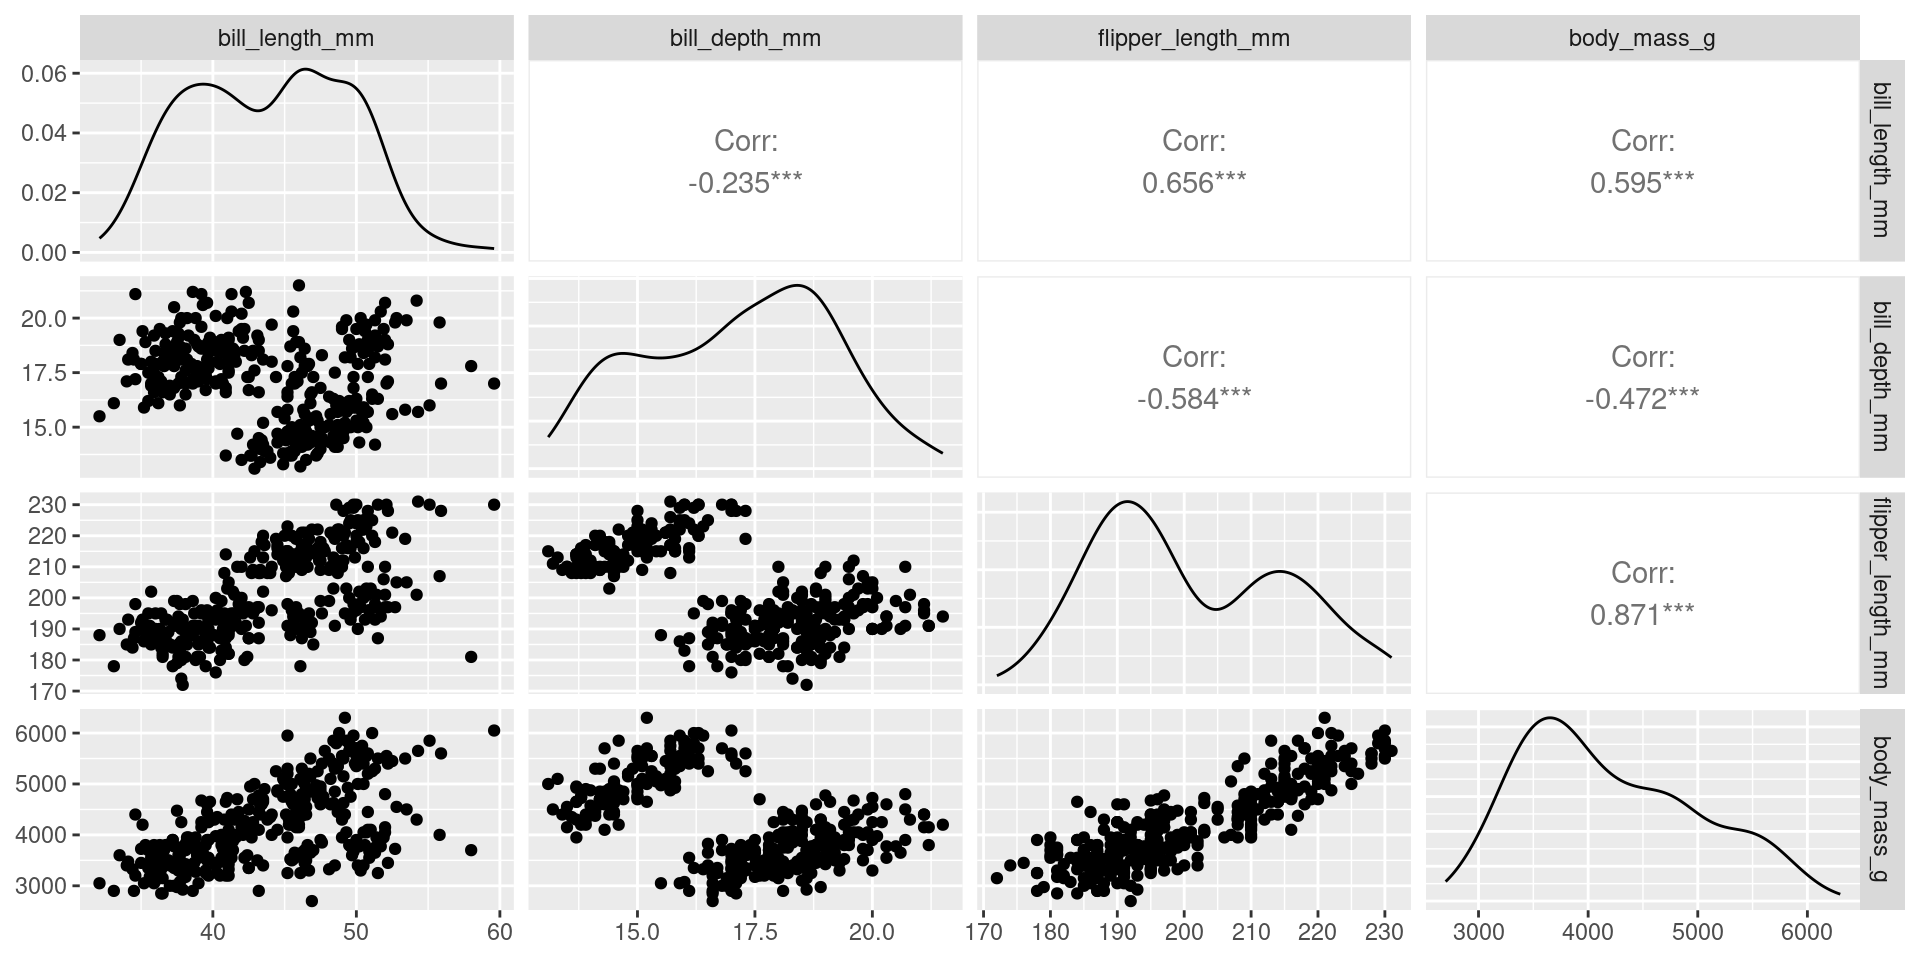 bill_length_mm
bill_depth_mm
flipper_length_mm
body_mass_g
0.06
0.04
0.02
0.00
Corr:
-0.235***
Corr:
0.656***
Corr:
0.595***
bill_length_mm
20.0
17.5
15.0
Corr:
-0.584***
Corr:
-0.472***
bill_depth_mm
230
220
210
200
190
180
170
Corr:
0.871***
flipper_length_mm
6000
5000
4000
3000
body_mass_g
40 50 60
15.0 17.5 20.0
170 180 190 200 210 220 230
3000 4000 5000 6000